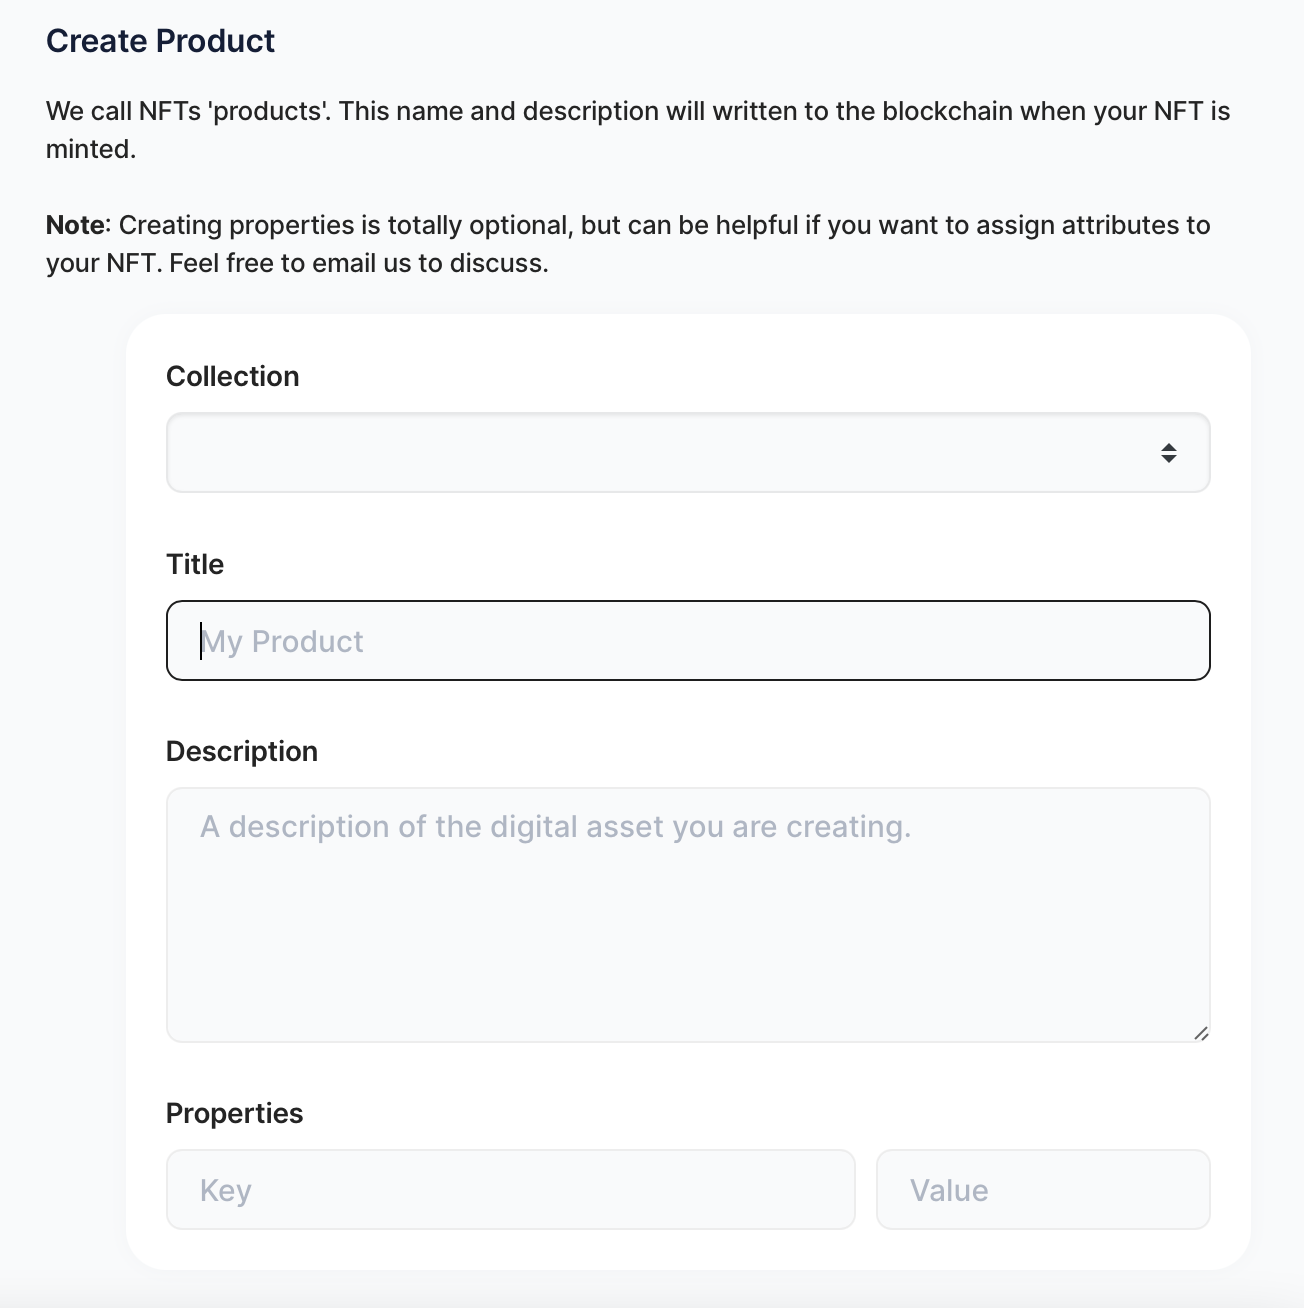 Create Product
We call NFTs 'products'. This name and description will written to the blockchain when your NFT is
minted.
Note: Creating properties is totally optional, but can be helpful if you want to assign attributes to
your NFT. Feel free to email us to discuss.
Collection
Title
My Product
Description
A description of the digital asset you are creating.
Properties
Key Value